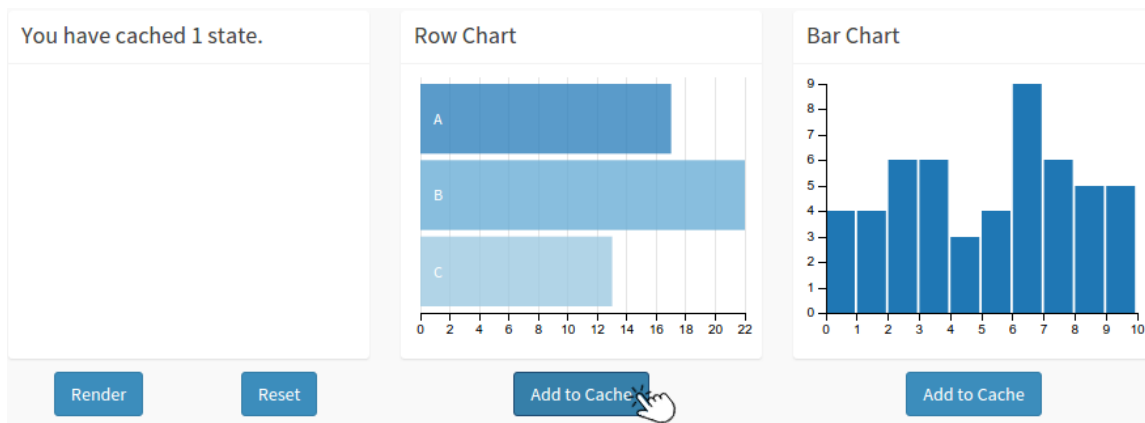 You have cached 1 state.
Render
Reset
Row Chart
A
B
C
0 2 4 6 8 10 12 14 16 18 20 22
Add to Cache
Bar Chart
9
8
7
6
5
4
3
2
1
0
0 1 2 3 4 5 6 7 8 9 10
Add to Cache